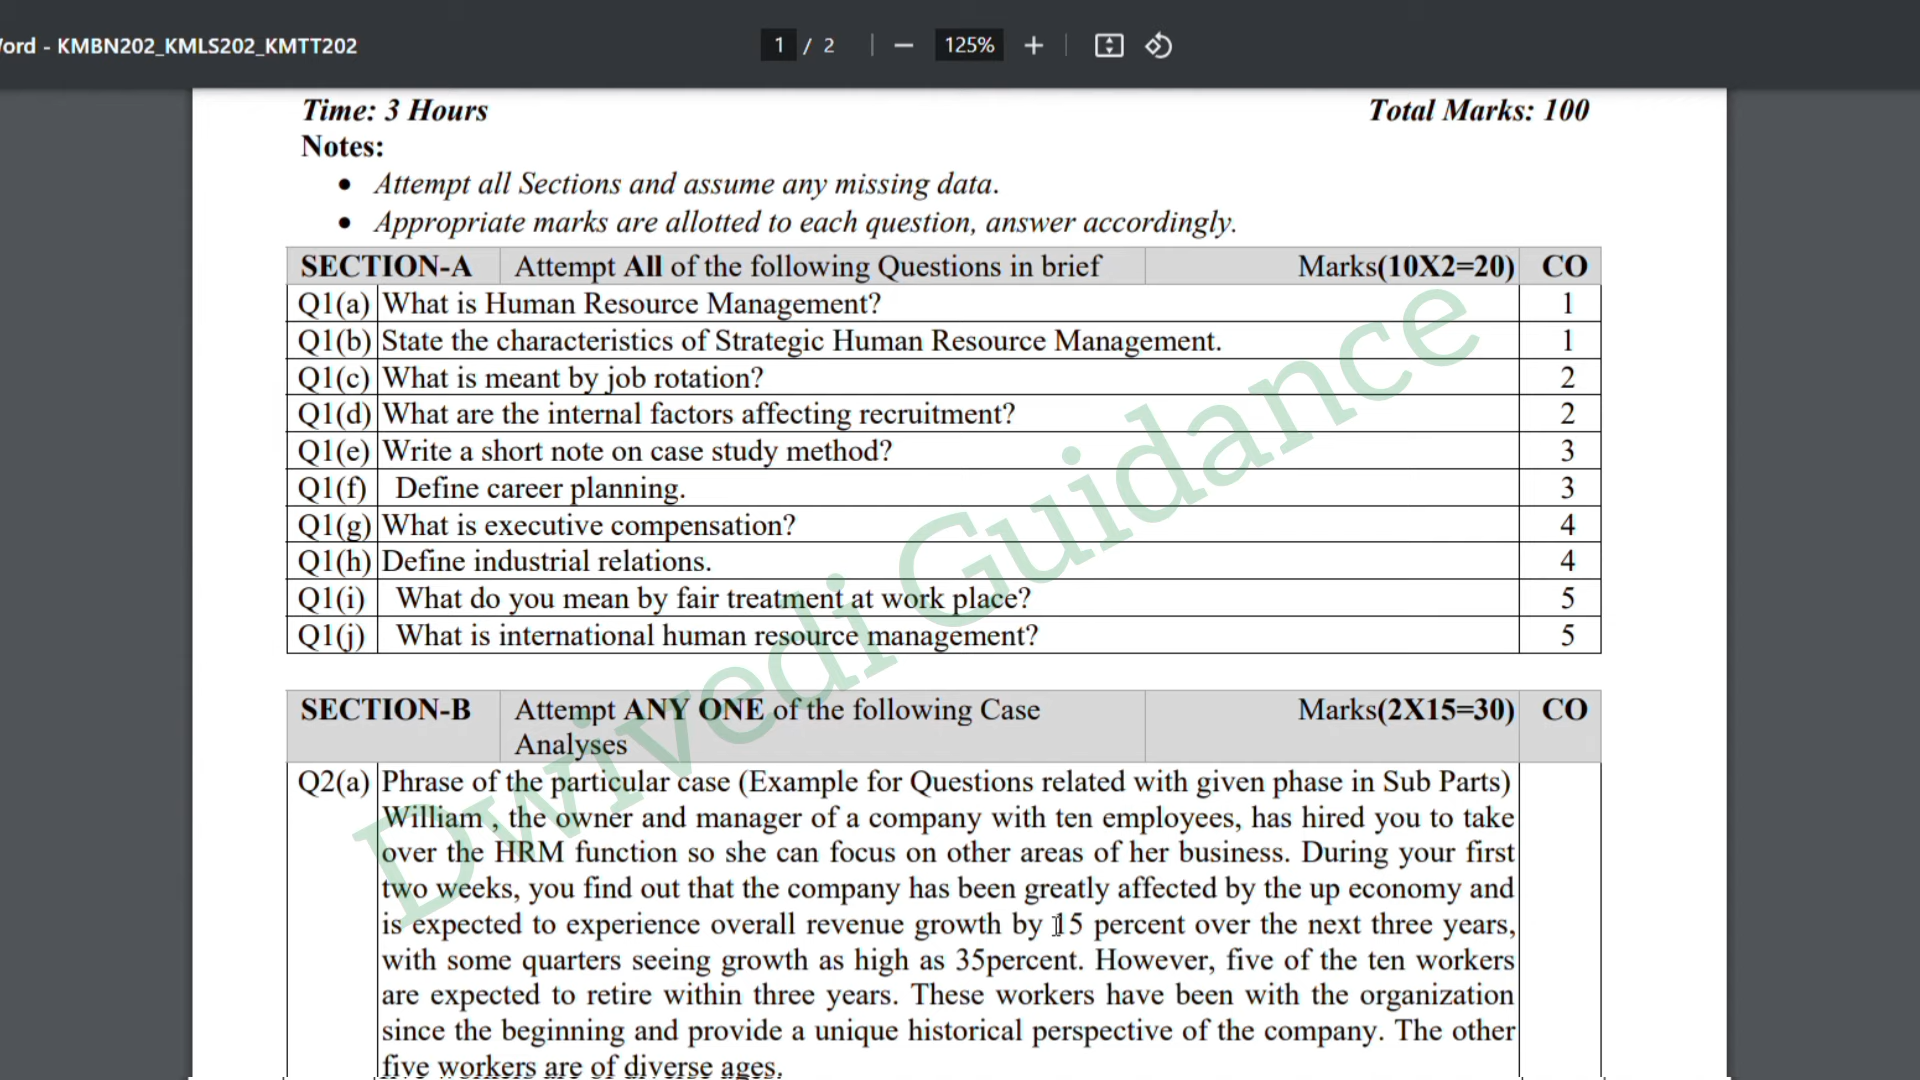 Word - KMBN202_KMLS202_KMTT202
1 / 2
125%
Time: 3 Hours Total Marks: 100
Notes:
• Attempt all Sections and assume any missing data.
• Appropriate marks are allotted to each question, answer accordingly.
SECTION-A Attempt All of the following Questions in brief Marks(10X2=20) CO
Q1(a) What is Human Resource Management? 1
Q1(b) State the characteristics of Strategic Human Resource Management. 1
Q1(c) What is meant by job rotation? 2
Q1(d) What are the internal factors affecting recruitment? 2
Q1(e) Write a short note on case study method? 3
Q1(f) Define career planning. 3
Q1(g) What is executive compensation? 4
Q1(h) Define industrial relations. 4
Q1(i) What do you mean by fair treatment at work place? 5
Q1(j) What is international human resource management? 5
Dwivedi Guidance
SECTION-B Attempt ANY ONE of the following Case Marks(2X15=30) CO
Analyses
Q2(a) Phrase of the particular case (Example for Questions related with given phase in Sub Parts)
William , the owner and manager of a company with ten employees, has hired you to take
over the HRM function so she can focus on other areas of her business. During your first
two weeks, you find out that the company has been greatly affected by the up economy and
is expected to experience overall revenue growth by 15 percent over the next three years,
with some quarters seeing growth as high as 35percent. However, five of the ten workers
are expected to retire within three years. These workers have been with the organization
since the beginning and provide a unique historical perspective of the company. The other
five workers are of diverse ages.